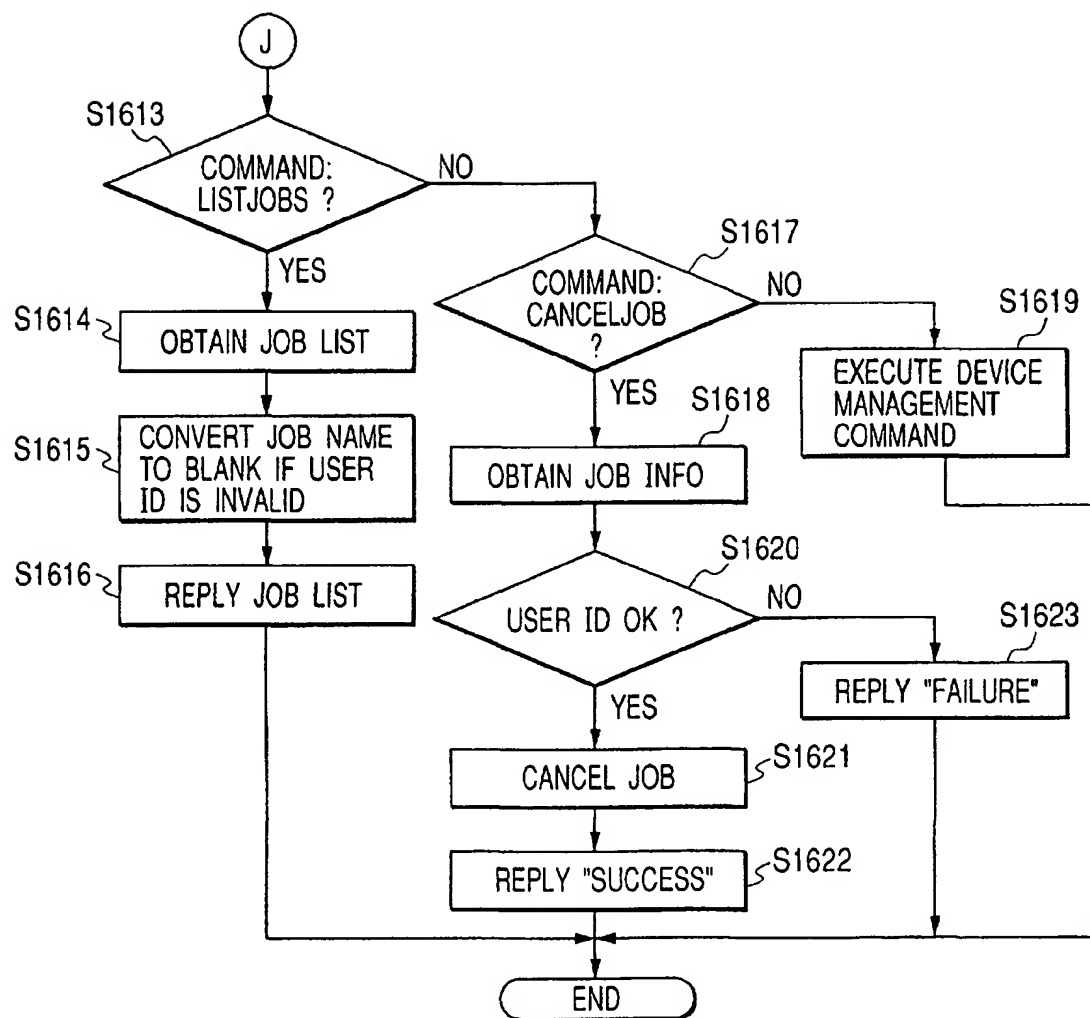 J
S1613
COMMAND:
LISTJOBS ?
NO
YES
S1614
OBTAIN JOB LIST
S1615
CONVERT JOB NAME
TO BLANK IF USER
ID IS INVALID
S1616
REPLY JOB LIST
S1617
COMMAND:
CANCELJOB
?
NO
YES
S1619
EXECUTE DEVICE
MANAGEMENT
COMMAND
S1618
OBTAIN JOB INFO
S1620
USER ID OK ?
NO
YES
S1623
REPLY "FAILURE"
S1621
CANCEL JOB
S1622
REPLY "SUCCESS"
END